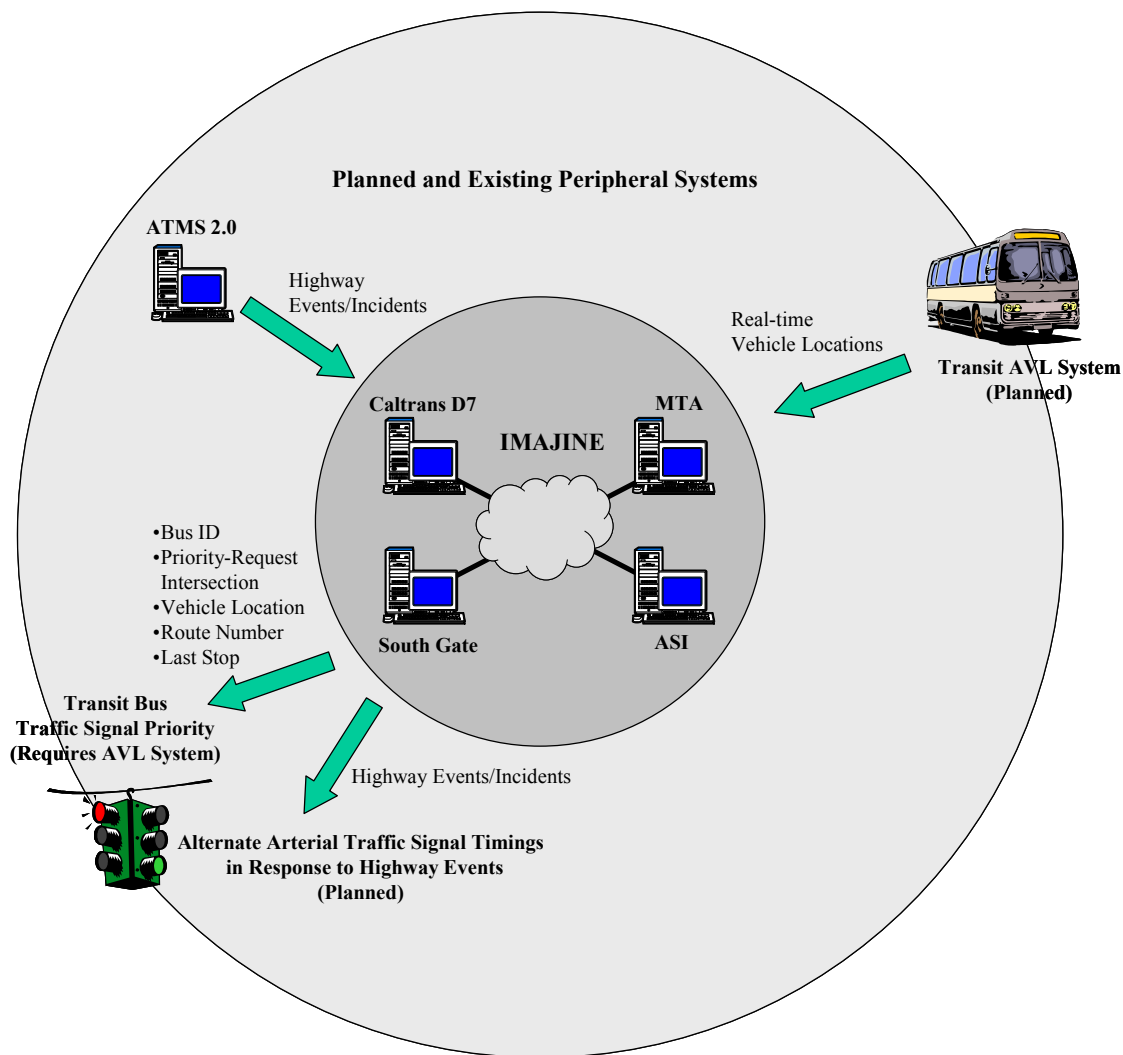 Planned and Existing Peripheral Systems
ATMS 2.0
Highway
Events/Incidents
Real-time
Vehicle Locations
Transit AVL System
(Planned)
Caltrans D7
MTA
IMAJINE
South Gate
ASI
•Bus ID
•Priority-Request
Intersection
•Vehicle Location
•Route Number
•Last Stop
Transit Bus
Traffic Signal Priority
(Requires AVL System)
Highway Events/Incidents
Alternate Arterial Traffic Signal Timings
in Response to Highway Events
(Planned)